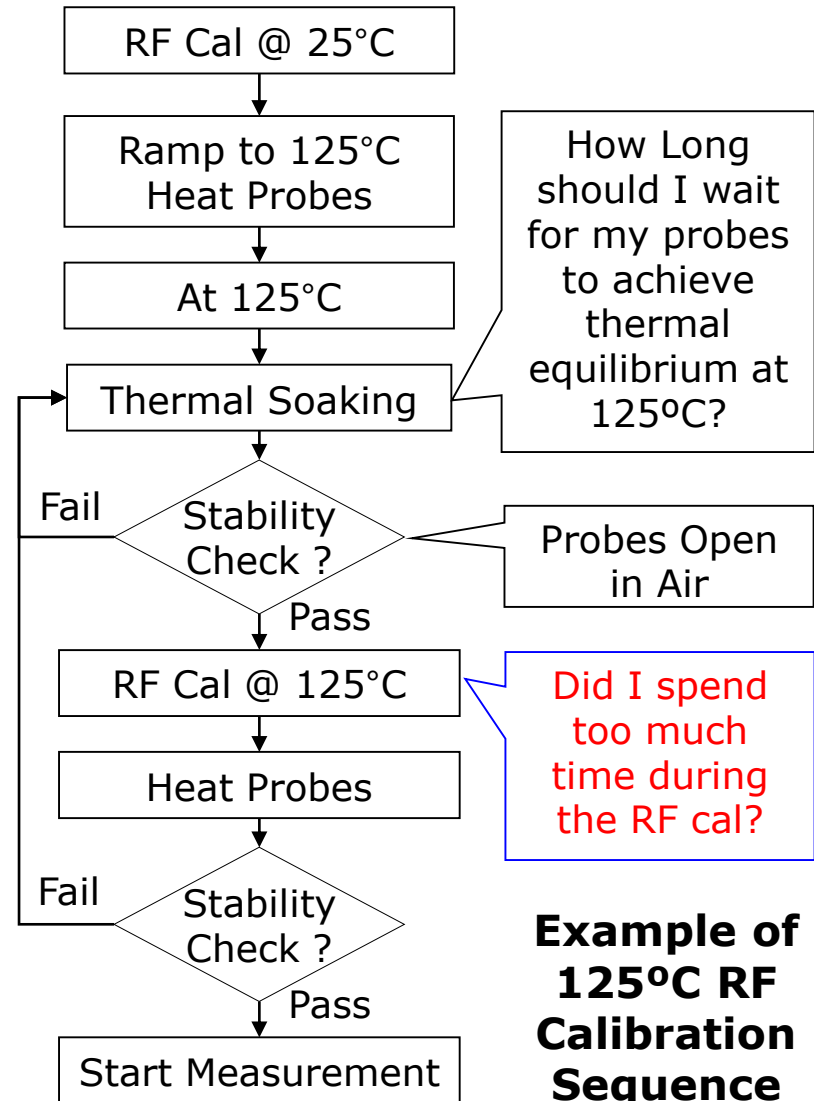 RF Cal @ 25°C
Ramp to 125°C
Heat Probes
How Long
should I wait
for my probes
to achieve
thermal
equilibrium at
125ºC?
At 125°C
Thermal Soaking
Fail
Stability
Check ?
Probes Open
in Air
Pass
RF Cal @ 125°C
Did I spend
too much
time during
the RF cal?
Heat Probes
Fail
Stability
Check ?
Pass
Example of
125ºC RF
Calibration
Sequence
Start Measurement